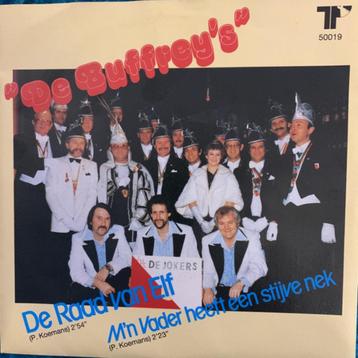 T
50019
"De Buffrey's"
DE JOKERS
De Raad van Elf
(P. Koemans) 2'54"
M'n Vader heeft een stijve nek
(P. Koemans) 2'23"